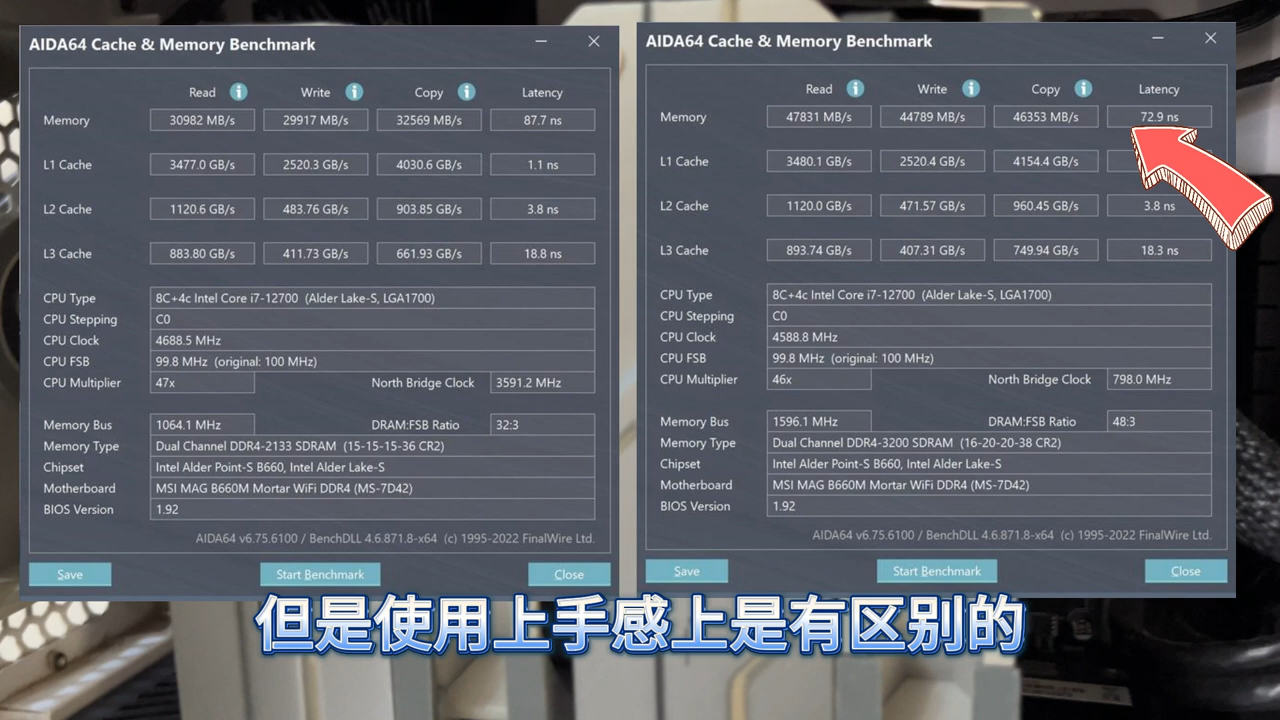 AIDA64 Cache & Memory Benchmark
Read Write Copy Latency
Memory 30982 MB/s 29917 MB/s 32569 MB/s 87.7 ns
L1 Cache 3477.0 GB/s 2520.3 GB/s 4030.6 GB/s 1.1 ns
L2 Cache 1120.6 GB/s 483.76 GB/s 903.85 GB/s 3.8 ns
L3 Cache 883.80 GB/s 411.73 GB/s 661.93 GB/s 18.8 ns
CPU Type 8C+4c Intel Core i7-12700 (Alder Lake-S, LGA1700)
CPU Stepping C0
CPU Clock 4688.5 MHz
CPU FSB 99.8 MHz (original: 100 MHz)
CPU Multiplier 47x North Bridge Clock 3591.2 MHz
Memory Bus 1064.1 MHz DRAM:FSB Ratio 32:3
Memory Type Dual Channel DDR4-2133 SDRAM (15-15-15-36 CR2)
Chipset Intel Alder Point-S B660, Intel Alder Lake-S
Motherboard MSI MAG B660M Mortar WiFi DDR4 (MS-7D42)
BIOS Version 1.92
AIDA64 v6.75.6100 / BenchDLL 4.6.871.8-x64 (c) 1995-2022 FinalWire Ltd.
Save Start Benchmark Close
AIDA64 Cache & Memory Benchmark
Read Write Copy Latency
Memory 47831 MB/s 44789 MB/s 46353 MB/s 72.9 ns
L1 Cache 3480.1 GB/s 2520.4 GB/s 4154.4 GB/s
L2 Cache 1120.0 GB/s 471.57 GB/s 960.45 GB/s 3.8 ns
L3 Cache 893.74 GB/s 407.31 GB/s 749.94 GB/s 18.3 ns
CPU Type 8C+4c Intel Core i7-12700 (Alder Lake-S, LGA1700)
CPU Stepping C0
CPU Clock 4588.8 MHz
CPU FSB 99.8 MHz (original: 100 MHz)
CPU Multiplier 46x North Bridge Clock 798.0 MHz
Memory Bus 1596.1 MHz DRAM:FSB Ratio 48:3
Memory Type Dual Channel DDR4-3200 SDRAM (16-20-20-38 CR2)
Chipset Intel Alder Point-S B660, Intel Alder Lake-S
Motherboard MSI MAG B660M Mortar WiFi DDR4 (MS-7D42)
BIOS Version 1.92
AIDA64 v6.75.6100 / BenchDLL 4.6.871.8-x64 (c) 1995-2022 FinalWire Ltd.
Save Start Benchmark Close
但是使用上手感上是有区别的